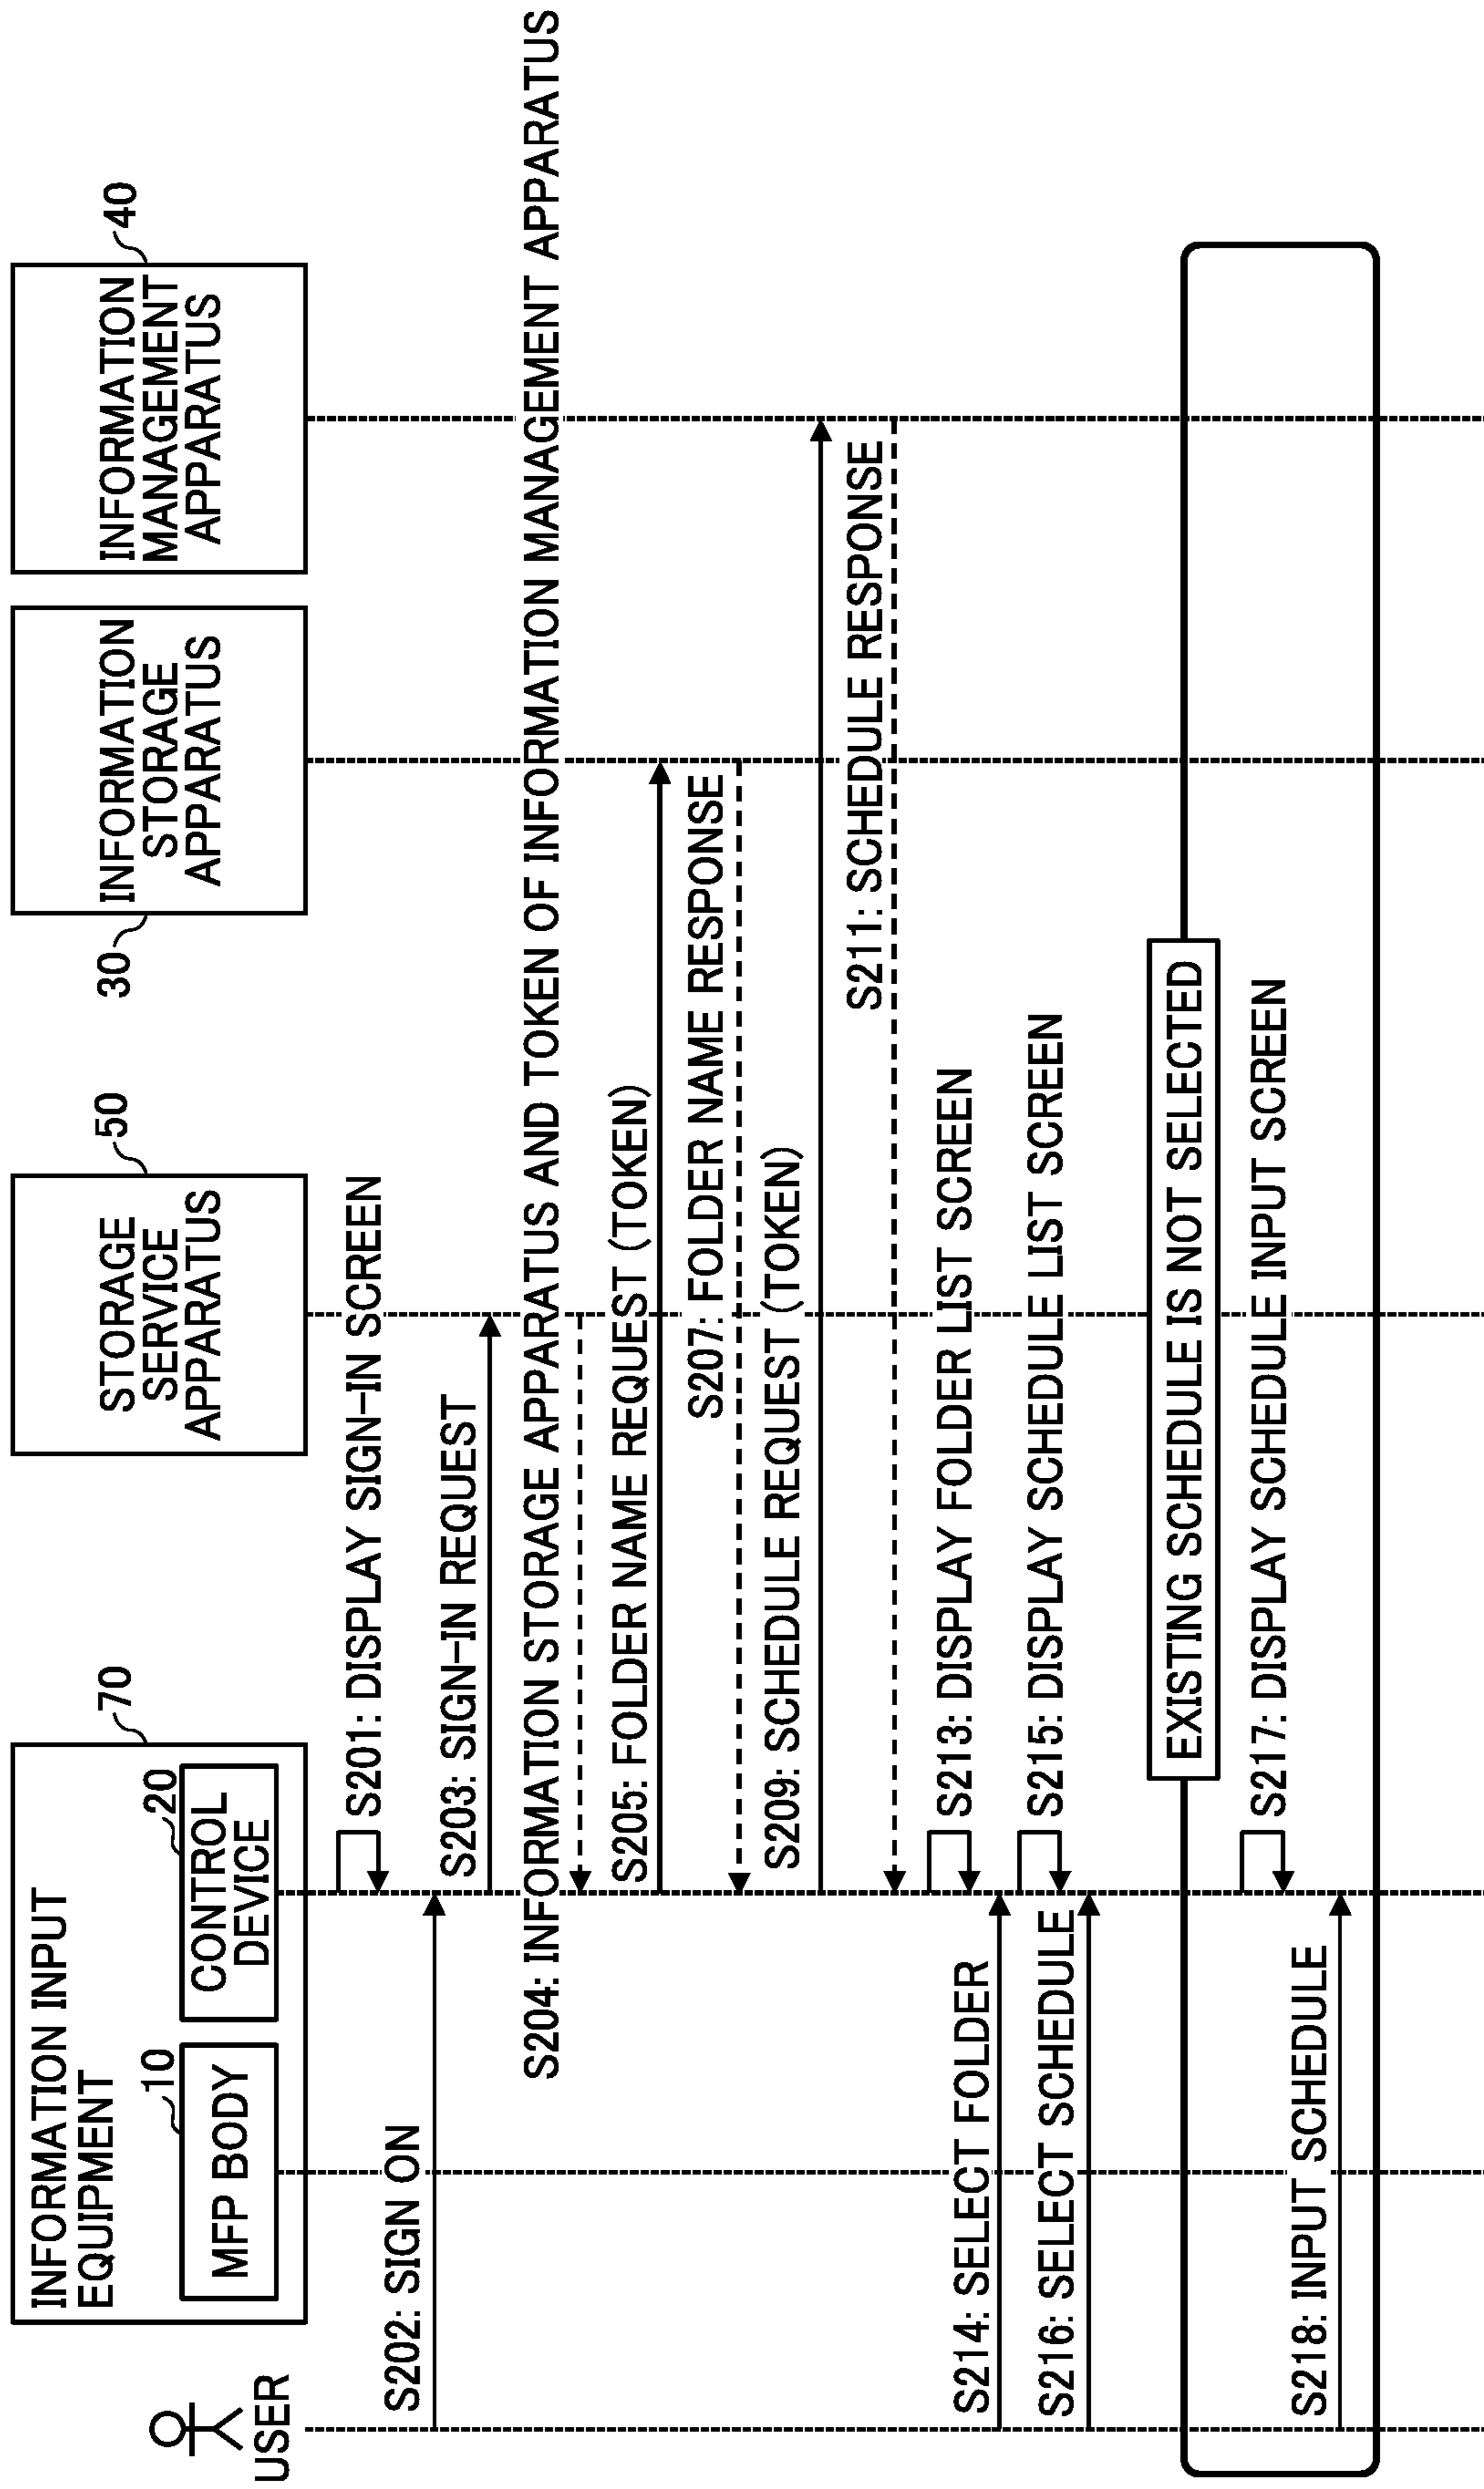 USER
INFORMATION INPUT
EQUIPMENT
70
MFP BODY
10
CONTROL
DEVICE
20
STORAGE
SERVICE
APPARATUS
50
INFORMATION
STORAGE
APPARATUS
30
INFORMATION
MANAGEMENT
APPARATUS
40
S201: DISPLAY SIGN-IN SCREEN
S202: SIGN ON
S203: SIGN-IN REQUEST
S204: INFORMATION STORAGE APPARATUS AND TOKEN OF INFORMATION MANAGEMENT APPARATUS
S205: FOLDER NAME REQUEST (TOKEN)
S207: FOLDER NAME RESPONSE
S209: SCHEDULE REQUEST (TOKEN)
S211: SCHEDULE RESPONSE
S213: DISPLAY FOLDER LIST SCREEN
S214: SELECT FOLDER
S215: DISPLAY SCHEDULE LIST SCREEN
S216: SELECT SCHEDULE
EXISTING SCHEDULE IS NOT SELECTED
S217: DISPLAY SCHEDULE INPUT SCREEN
S218: INPUT SCHEDULE